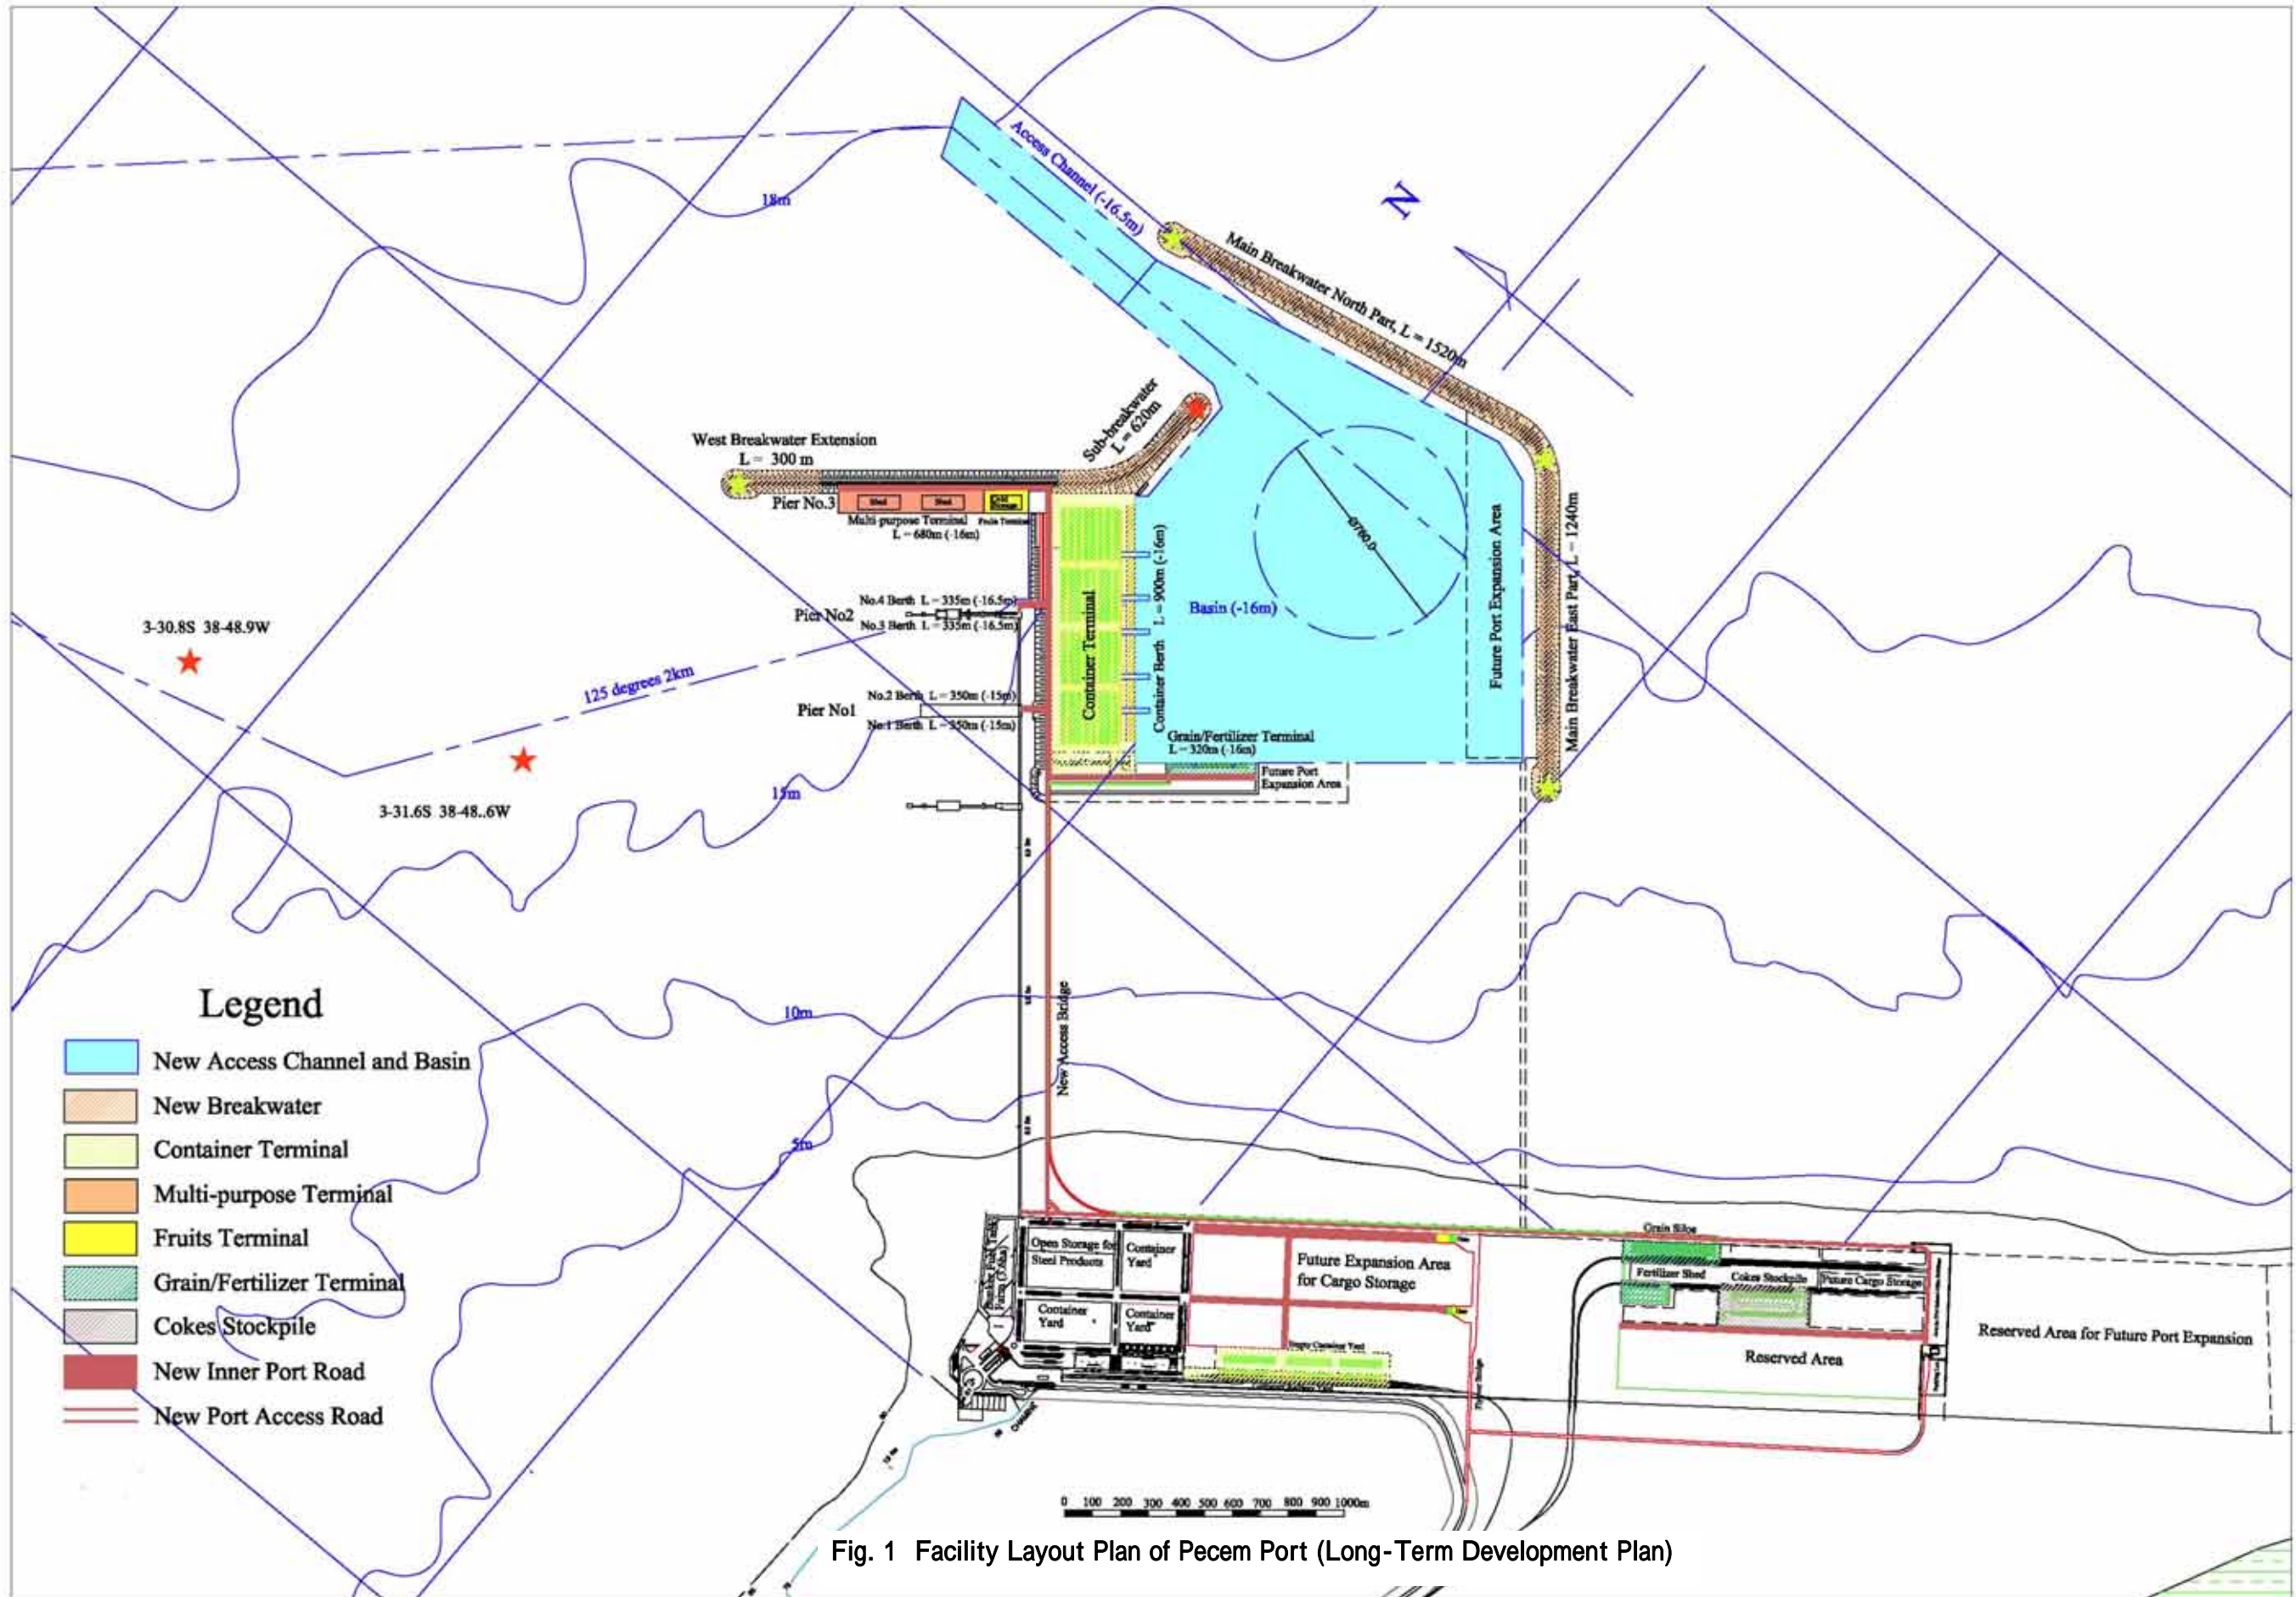 Access Channel (-16.5m)
18m
N
Main Breakwater North Part, L = 1520m
Sub-breakwater
L = 620m
West Breakwater Extension
L = 300 m
Pier No.3
Shed
Shed
Cold
Storage
Multi-purpose Terminal
L = 680m (-16m)
Fruits Terminal
Ø760.0
Future Port Expansion Area
Main Breakwater East Part, L = 1240m
Container Berth L = 900m (-16m)
Container Terminal
Basin (-16m)
Pier No2
No.4 Berth L = 335m (-16.5m)
No.3 Berth L = 335m (-16.5m)
3-30.8S 38-48.9W
125 degrees 2km
No.2 Berth L = 350m (-15m)
Pier No1
No.1 Berth L = 350m (-15m)
Grain/Fertilizer Terminal
L = 320m (-16m)
Future Port
Expansion Area
15m
3-31.6S 38-48..6W
New Access Bridge
10m
5m
Legend
New Access Channel and Basin
New Breakwater
Container Terminal
Multi-purpose Terminal
Fruits Terminal
Grain/Fertilizer Terminal
Cokes Stockpile
New Inner Port Road
New Port Access Road
Open Storage for
Steel Products
Container
Yard
Container
Yard
Container
Yard
Future Expansion Area
for Cargo Storage
Empty Container Yard
Grain Silos
Fertilizer Shed
Cokes Stockpile
Future Cargo Storage
Reserved Area
Reserved Area for Future Port Expansion
0 100 200 300 400 500 600 700 800 900 1000m
Fig. 1 Facility Layout Plan of Pecem Port (Long-Term Development Plan)